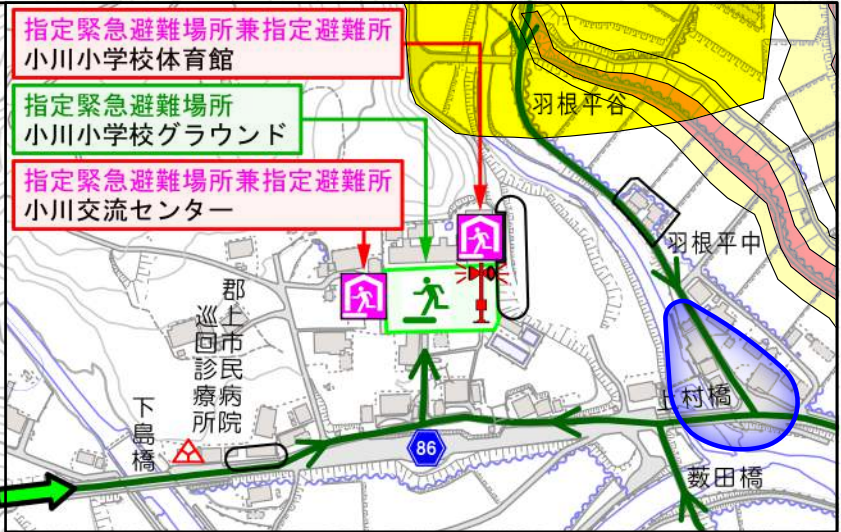 指定緊急避難場所兼指定避難所
小川小学校体育館
指定緊急避難場所
小川小学校グラウンド
指定緊急避難場所兼指定避難所
小川交流センター
羽根平谷
羽根平中
郡上市民病院
巡回診療所
下島橋
上村橋
86
薮田橋